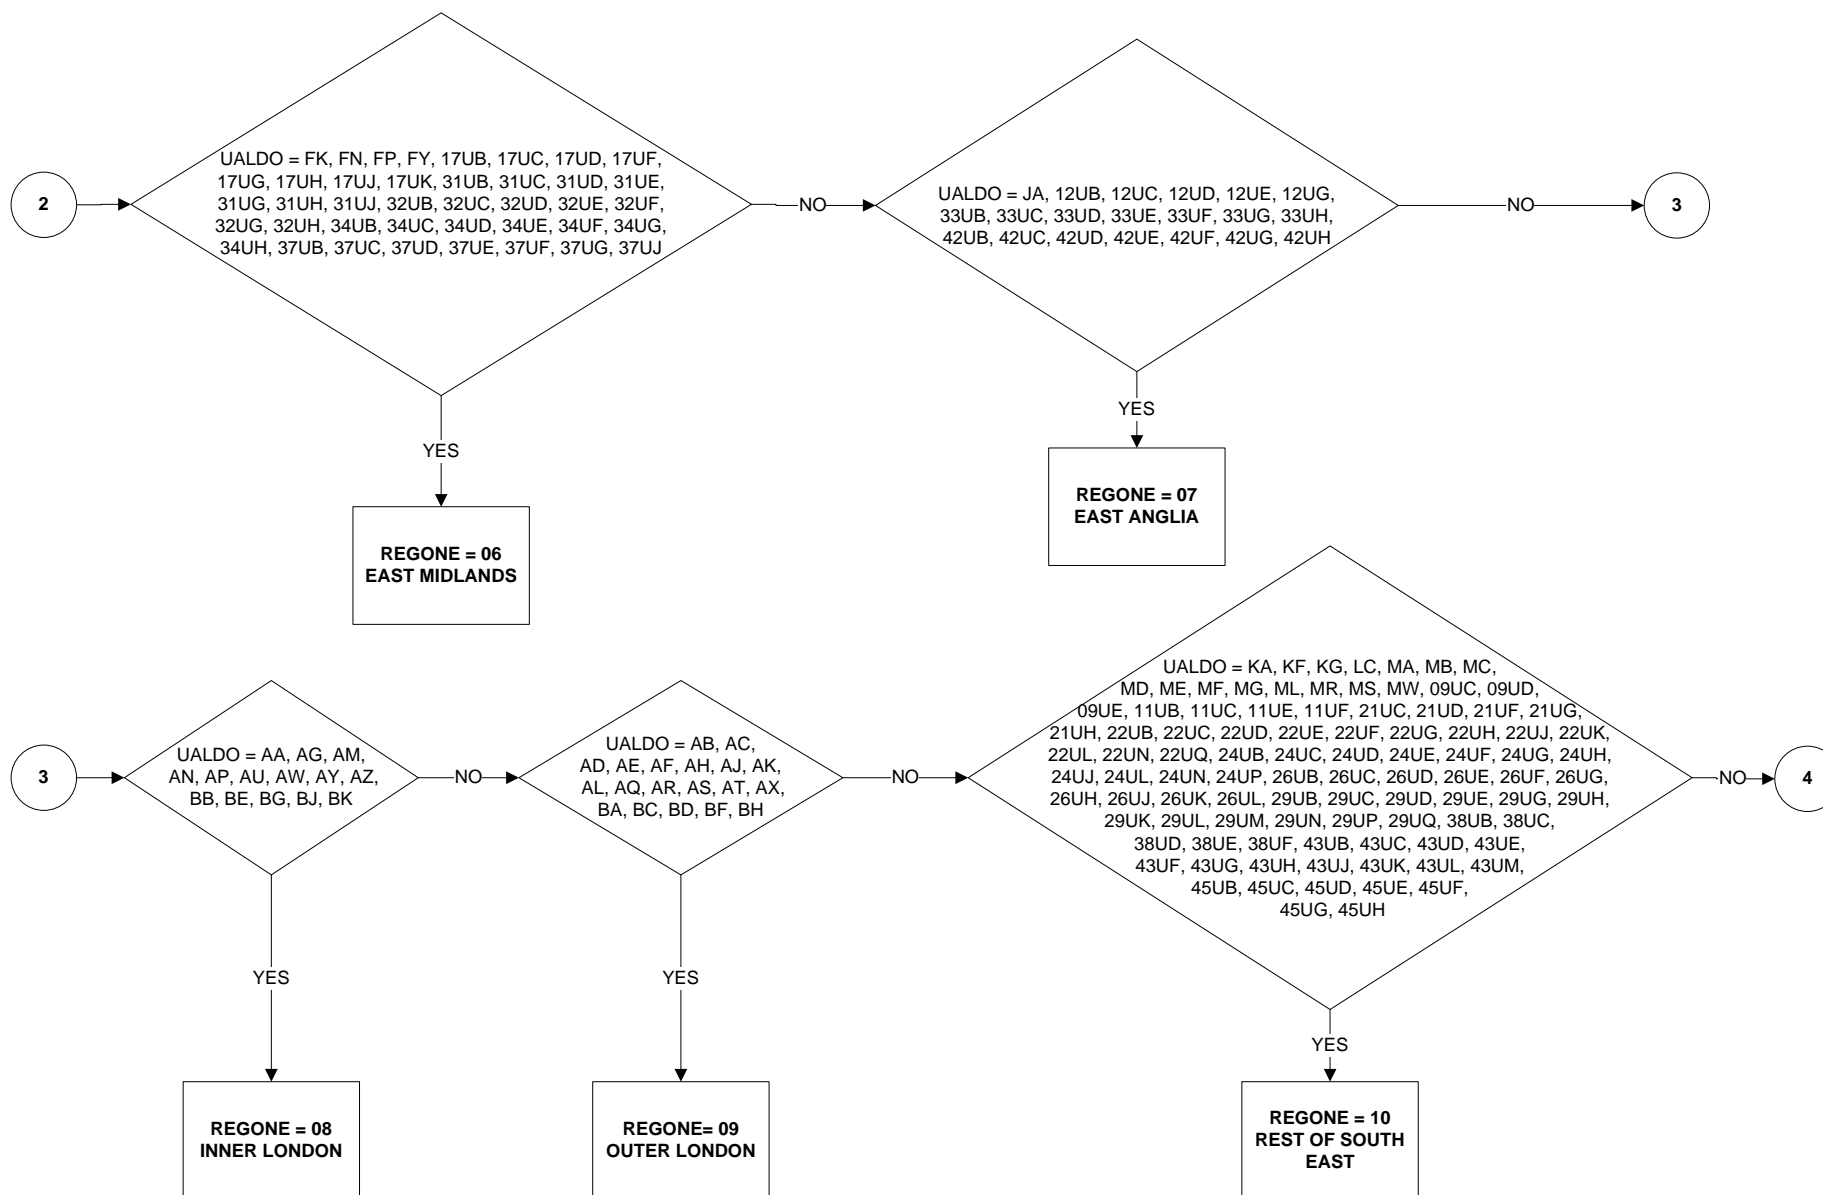 2
UALDO = FK, FN, FP, FY, 17UB, 17UC, 17UD, 17UF,
17UG, 17UH, 17UJ, 17UK, 31UB, 31UC, 31UD, 31UE,
31UG, 31UH, 31UJ, 32UB, 32UC, 32UD, 32UE, 32UF,
32UG, 32UH, 34UB, 34UC, 34UD, 34UE, 34UF, 34UG,
34UH, 37UB, 37UC, 37UD, 37UE, 37UF, 37UG, 37UJ
NO
UALDO = JA, 12UB, 12UC, 12UD, 12UE, 12UG,
33UB, 33UC, 33UD, 33UE, 33UF, 33UG, 33UH,
42UB, 42UC, 42UD, 42UE, 42UF, 42UG, 42UH
NO
3
YES
YES
REGONE = 06
EAST MIDLANDS
REGONE = 07
EAST ANGLIA
3
UALDO = AA, AG, AM,
AN, AP, AU, AW, AY, AZ,
BB, BE, BG, BJ, BK
NO
UALDO = AB, AC,
AD, AE, AF, AH, AJ, AK,
AL, AQ, AR, AS, AT, AX,
BA, BC, BD, BF, BH
NO
UALDO = KA, KF, KG, LC, MA, MB, MC,
MD, ME, MF, MG, ML, MR, MS, MW, 09UC, 09UD,
09UE, 11UB, 11UC, 11UE, 11UF, 21UC, 21UD, 21UF, 21UG,
21UH, 22UB, 22UC, 22UD, 22UE, 22UF, 22UG, 22UH, 22UJ, 22UK,
22UL, 22UN, 22UQ, 24UB, 24UC, 24UD, 24UE, 24UF, 24UG, 24UH,
24UJ, 24UL, 24UN, 24UP, 26UB, 26UC, 26UD, 26UE, 26UF, 26UG,
26UH, 26UJ, 26UK, 26UL, 29UB, 29UC, 29UD, 29UE, 29UG, 29UH,
29UK, 29UL, 29UM, 29UN, 29UP, 29UQ, 38UB, 38UC,
38UD, 38UE, 38UF, 43UB, 43UC, 43UD, 43UE,
43UF, 43UG, 43UH, 43UJ, 43UK, 43UL, 43UM,
45UB, 45UC, 45UD, 45UE, 45UF,
45UG, 45UH
NO
4
YES
YES
YES
REGONE = 08
INNER LONDON
REGONE= 09
OUTER LONDON
REGONE = 10
REST OF SOUTH
EAST